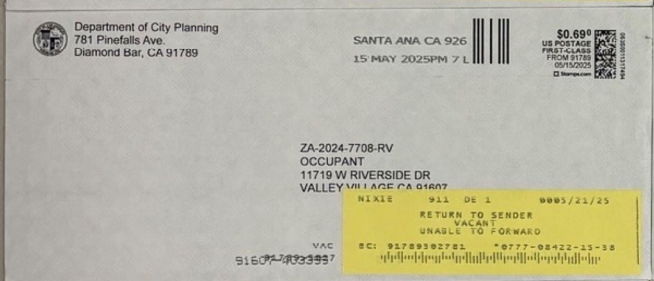 Department of City Planning
781 Pinefalls Ave.
Diamond Bar, CA 91789
SANTA ANA CA 926
15 MAY 2025PM 7 L
$0.69⁰
US POSTAGE
FIRST-CLASS
FROM 91789
05/15/2025
Stamps.com
ZA-2024-7708-RV
OCCUPANT
11719 W RIVERSIDE DR
VALLEY VILLAGE CA 91607
NIXIE 911 DE 1 0005/21/25
RETURN TO SENDER
VACANT
UNABLE TO FORWARD
BC: 91789302781 *0777-08422-15-38
VAC